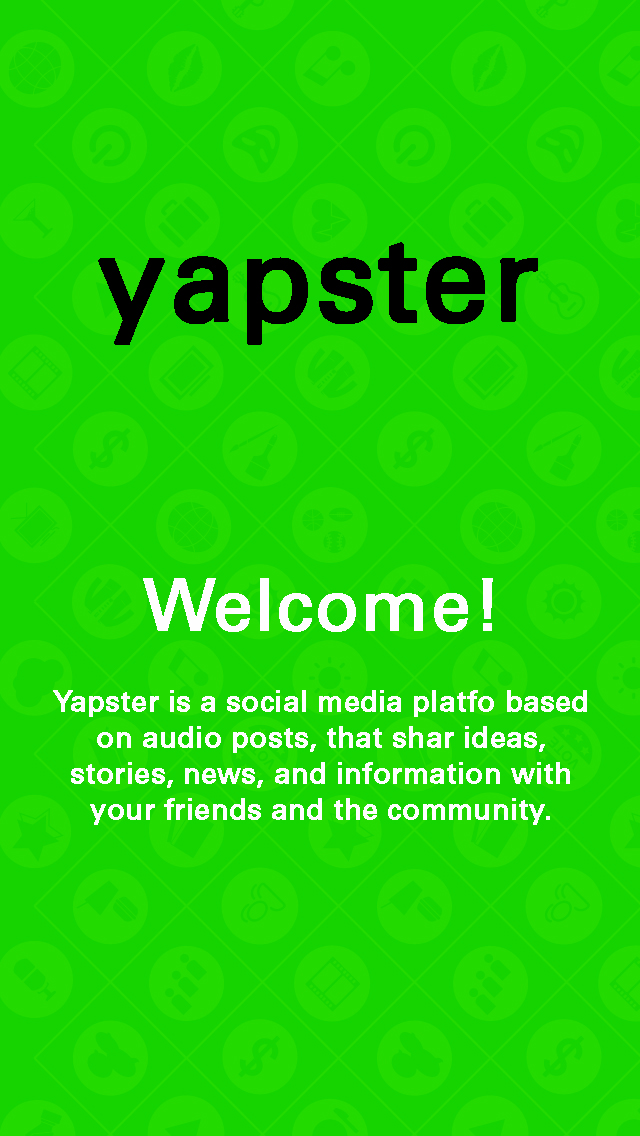 yapster
Welcome!
Yapster is a social media platfo based
on audio posts, that shar ideas,
stories, news, and information with
your friends and the community.